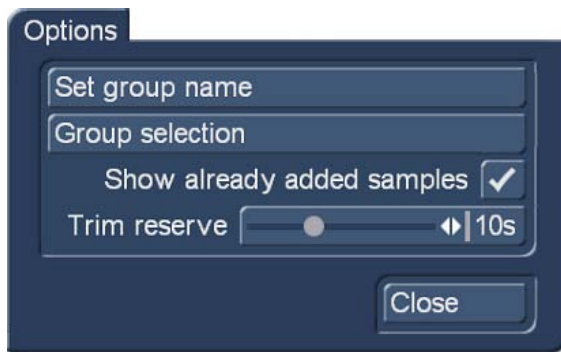 Options
Set group name
Group selection
Show already added samples
Trim reserve 10s
Close